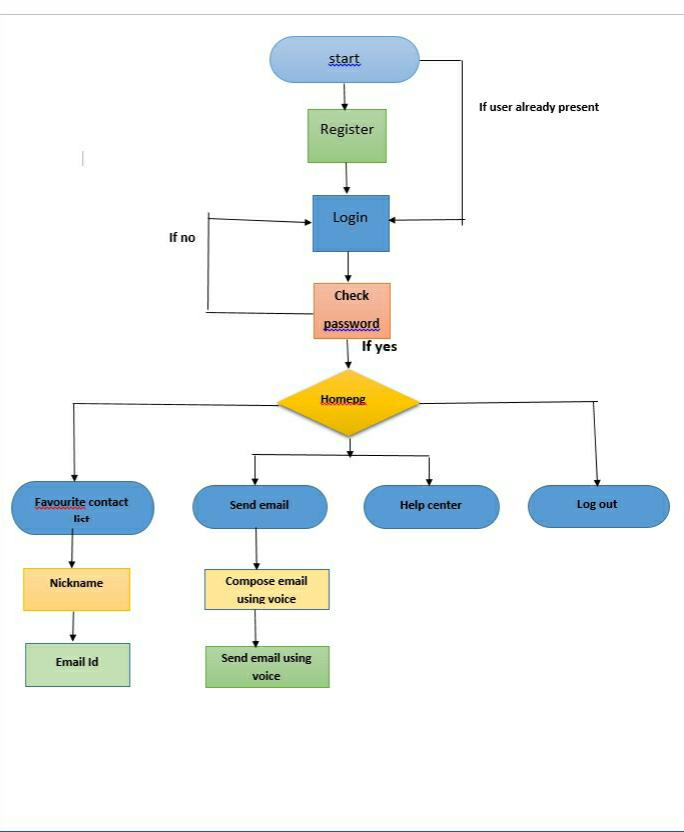 start
If user already present
Register
Login
If no
Check
password
If yes
Homepg
Favourite contact
list
Send email
Help center
Log out
Nickname
Compose email
using voice
Email Id
Send email using
voice